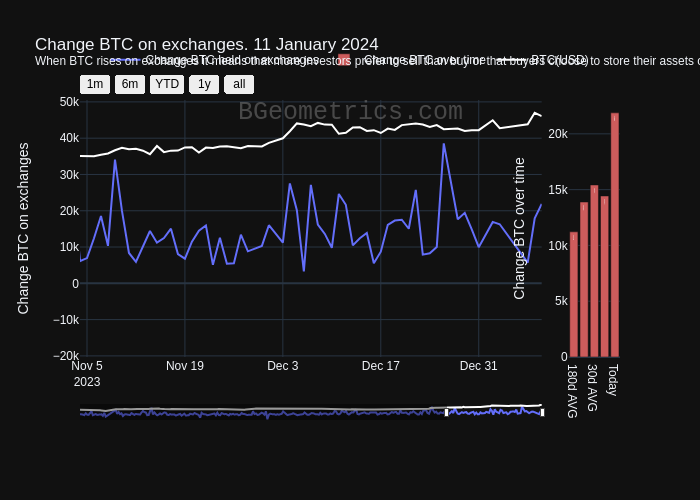 Change BTC on exchanges. 11 January 2024
When BTC rises on exchanges it means that more investors prefer to sell than buy or that buyers choose to store their assets o
Change BTC hold on exchanges
Change BTC over time
BTC(USD)
1m 6m YTD 1y all
BGeometrics.com
Change BTC on exchanges
50k
40k
30k
20k
10k
0
−10k
−20k
Nov 5
2023
Nov 19
Dec 3
Dec 17
Dec 31
Change BTC over time
20k
15k
10k
5k
0
180d AVG
30d AVG
Today